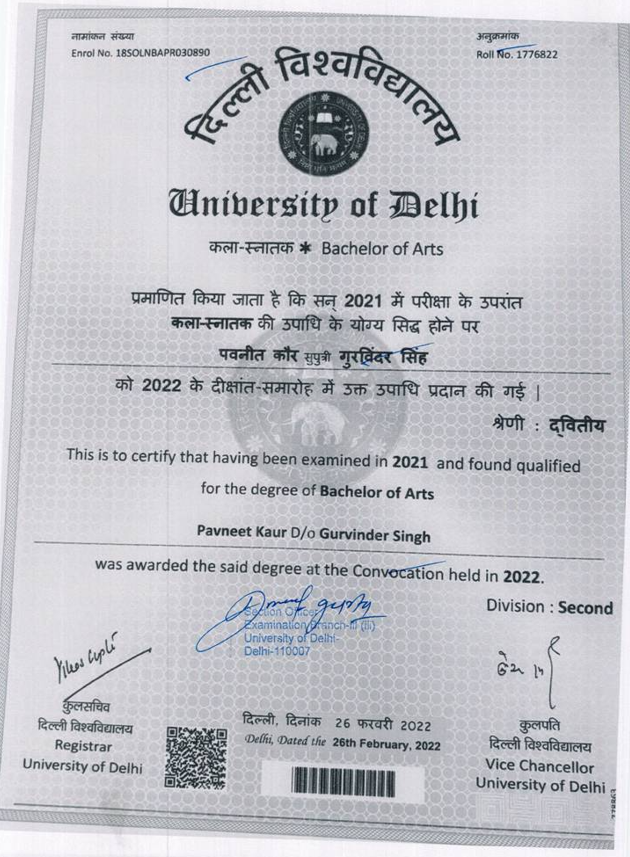 नामांकन संख्या
Enrol No. 18SOLNBAPR030890
अनुक्रमांक
Roll No. 1776822
दिल्ली विश्वविद्यालय
University of Delhi
कला-स्नातक ✱ Bachelor of Arts
प्रमाणित किया जाता है कि सन् 2021 में परीक्षा के उपरांत
कला-स्नातक की उपाधि के योग्य सिद्ध होने पर
पवनीत कौर सुपुत्री गुरविंदर सिंह
को 2022 के दीक्षांत-समारोह में उक्त उपाधि प्रदान की गई |
श्रेणी : द्वितीय
This is to certify that having been examined in 2021 and found qualified
for the degree of Bachelor of Arts
Pavneet Kaur D/o Gurvinder Singh
was awarded the said degree at the Convocation held in 2022.
Division : Second
Section Officer
Examination Branch-III (iii)
University of Delhi-
Delhi-110007
कुलसचिव
दिल्ली विश्वविद्यालय
Registrar
University of Delhi
दिल्ली, दिनांक 26 फरवरी 2022
Delhi, Dated the 26th February, 2022
कुलपति
दिल्ली विश्वविद्यालय
Vice Chancellor
University of Delhi